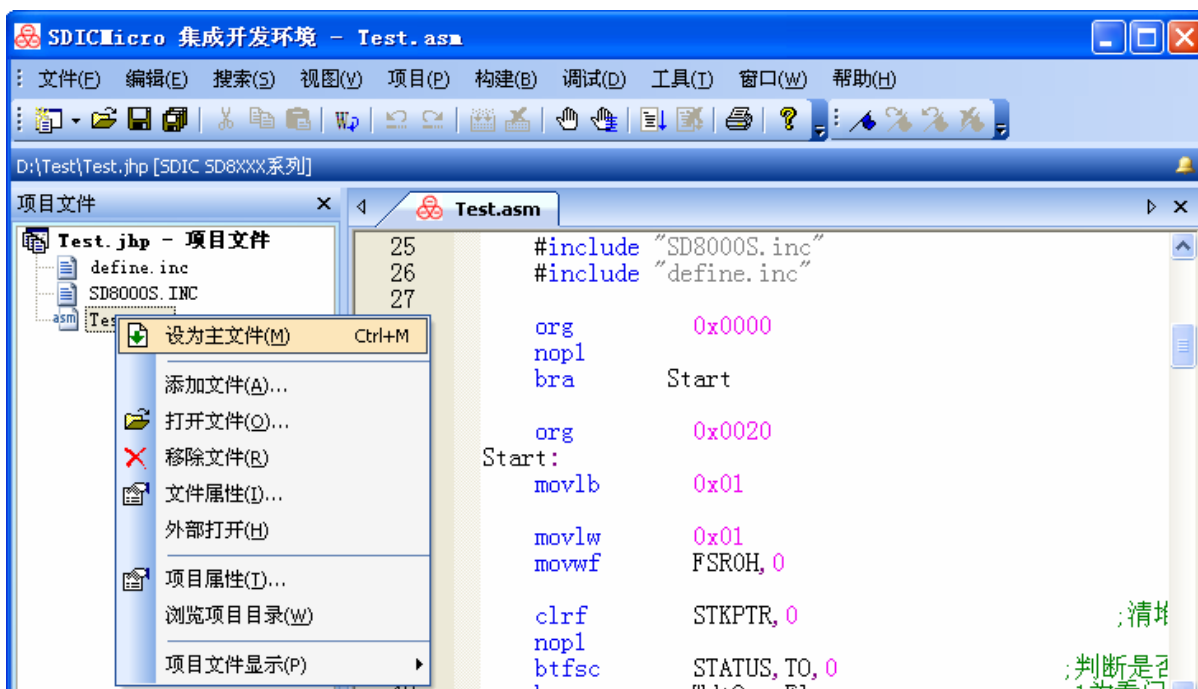 SDICMicro 集成开发环境 - Test.asm
文件(F) 编辑(E) 搜索(S) 视图(V) 项目(P) 构建(B) 调试(D) 工具(T) 窗口(W) 帮助(H)
D:\Test\Test.jhp [SDIC SD8XXX系列]
项目文件
Test.jhp - 项目文件
define.inc
SD8000S.INC
asm
设为主文件(M) Ctrl+M
添加文件(A)...
打开文件(O)...
移除文件(R)
文件属性(I)...
外部打开(H)
项目属性(T)...
浏览项目目录(W)
项目文件显示(P)
Test.asm
25 #include "SD8000S.inc"
26 #include "define.inc"
27
org 0x0000
nop1
bra Start
org 0x0020
Start:
movlb 0x01
movlw 0x01
movwf FSR0H,0
clrf STKPTR,0 ;清堆
nop1
btfsc STATUS,TO,0 ;判断是否